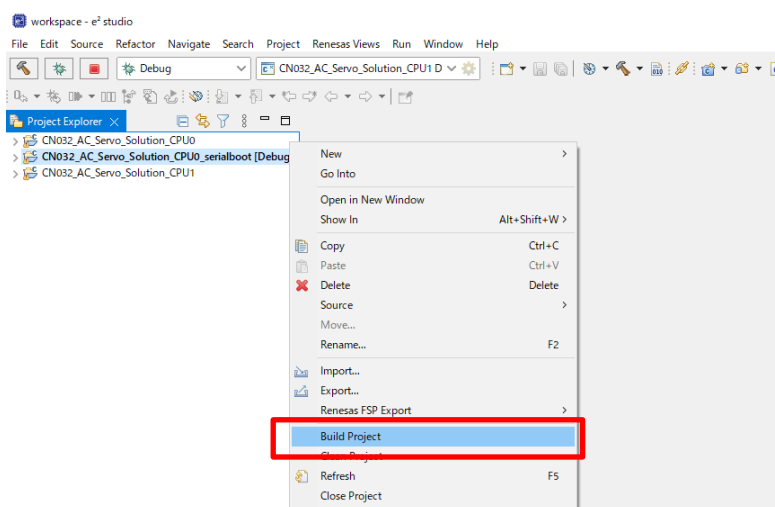 workspace - e² studio
File Edit Source Refactor Navigate Search Project Renesas Views Run Window Help
Debug CN032_AC_Servo_Solution_CPU1 D
Project Explorer
CN032_AC_Servo_Solution_CPU0
CN032_AC_Servo_Solution_CPU0_serialboot [Debug
CN032_AC_Servo_Solution_CPU1
New
Go Into
Open in New Window
Show In Alt+Shift+W >
Copy Ctrl+C
Paste Ctrl+V
Delete Delete
Source
Move...
Rename... F2
Import...
Export...
Renesas FSP Export
Build Project
Clean Project
Refresh F5
Close Project